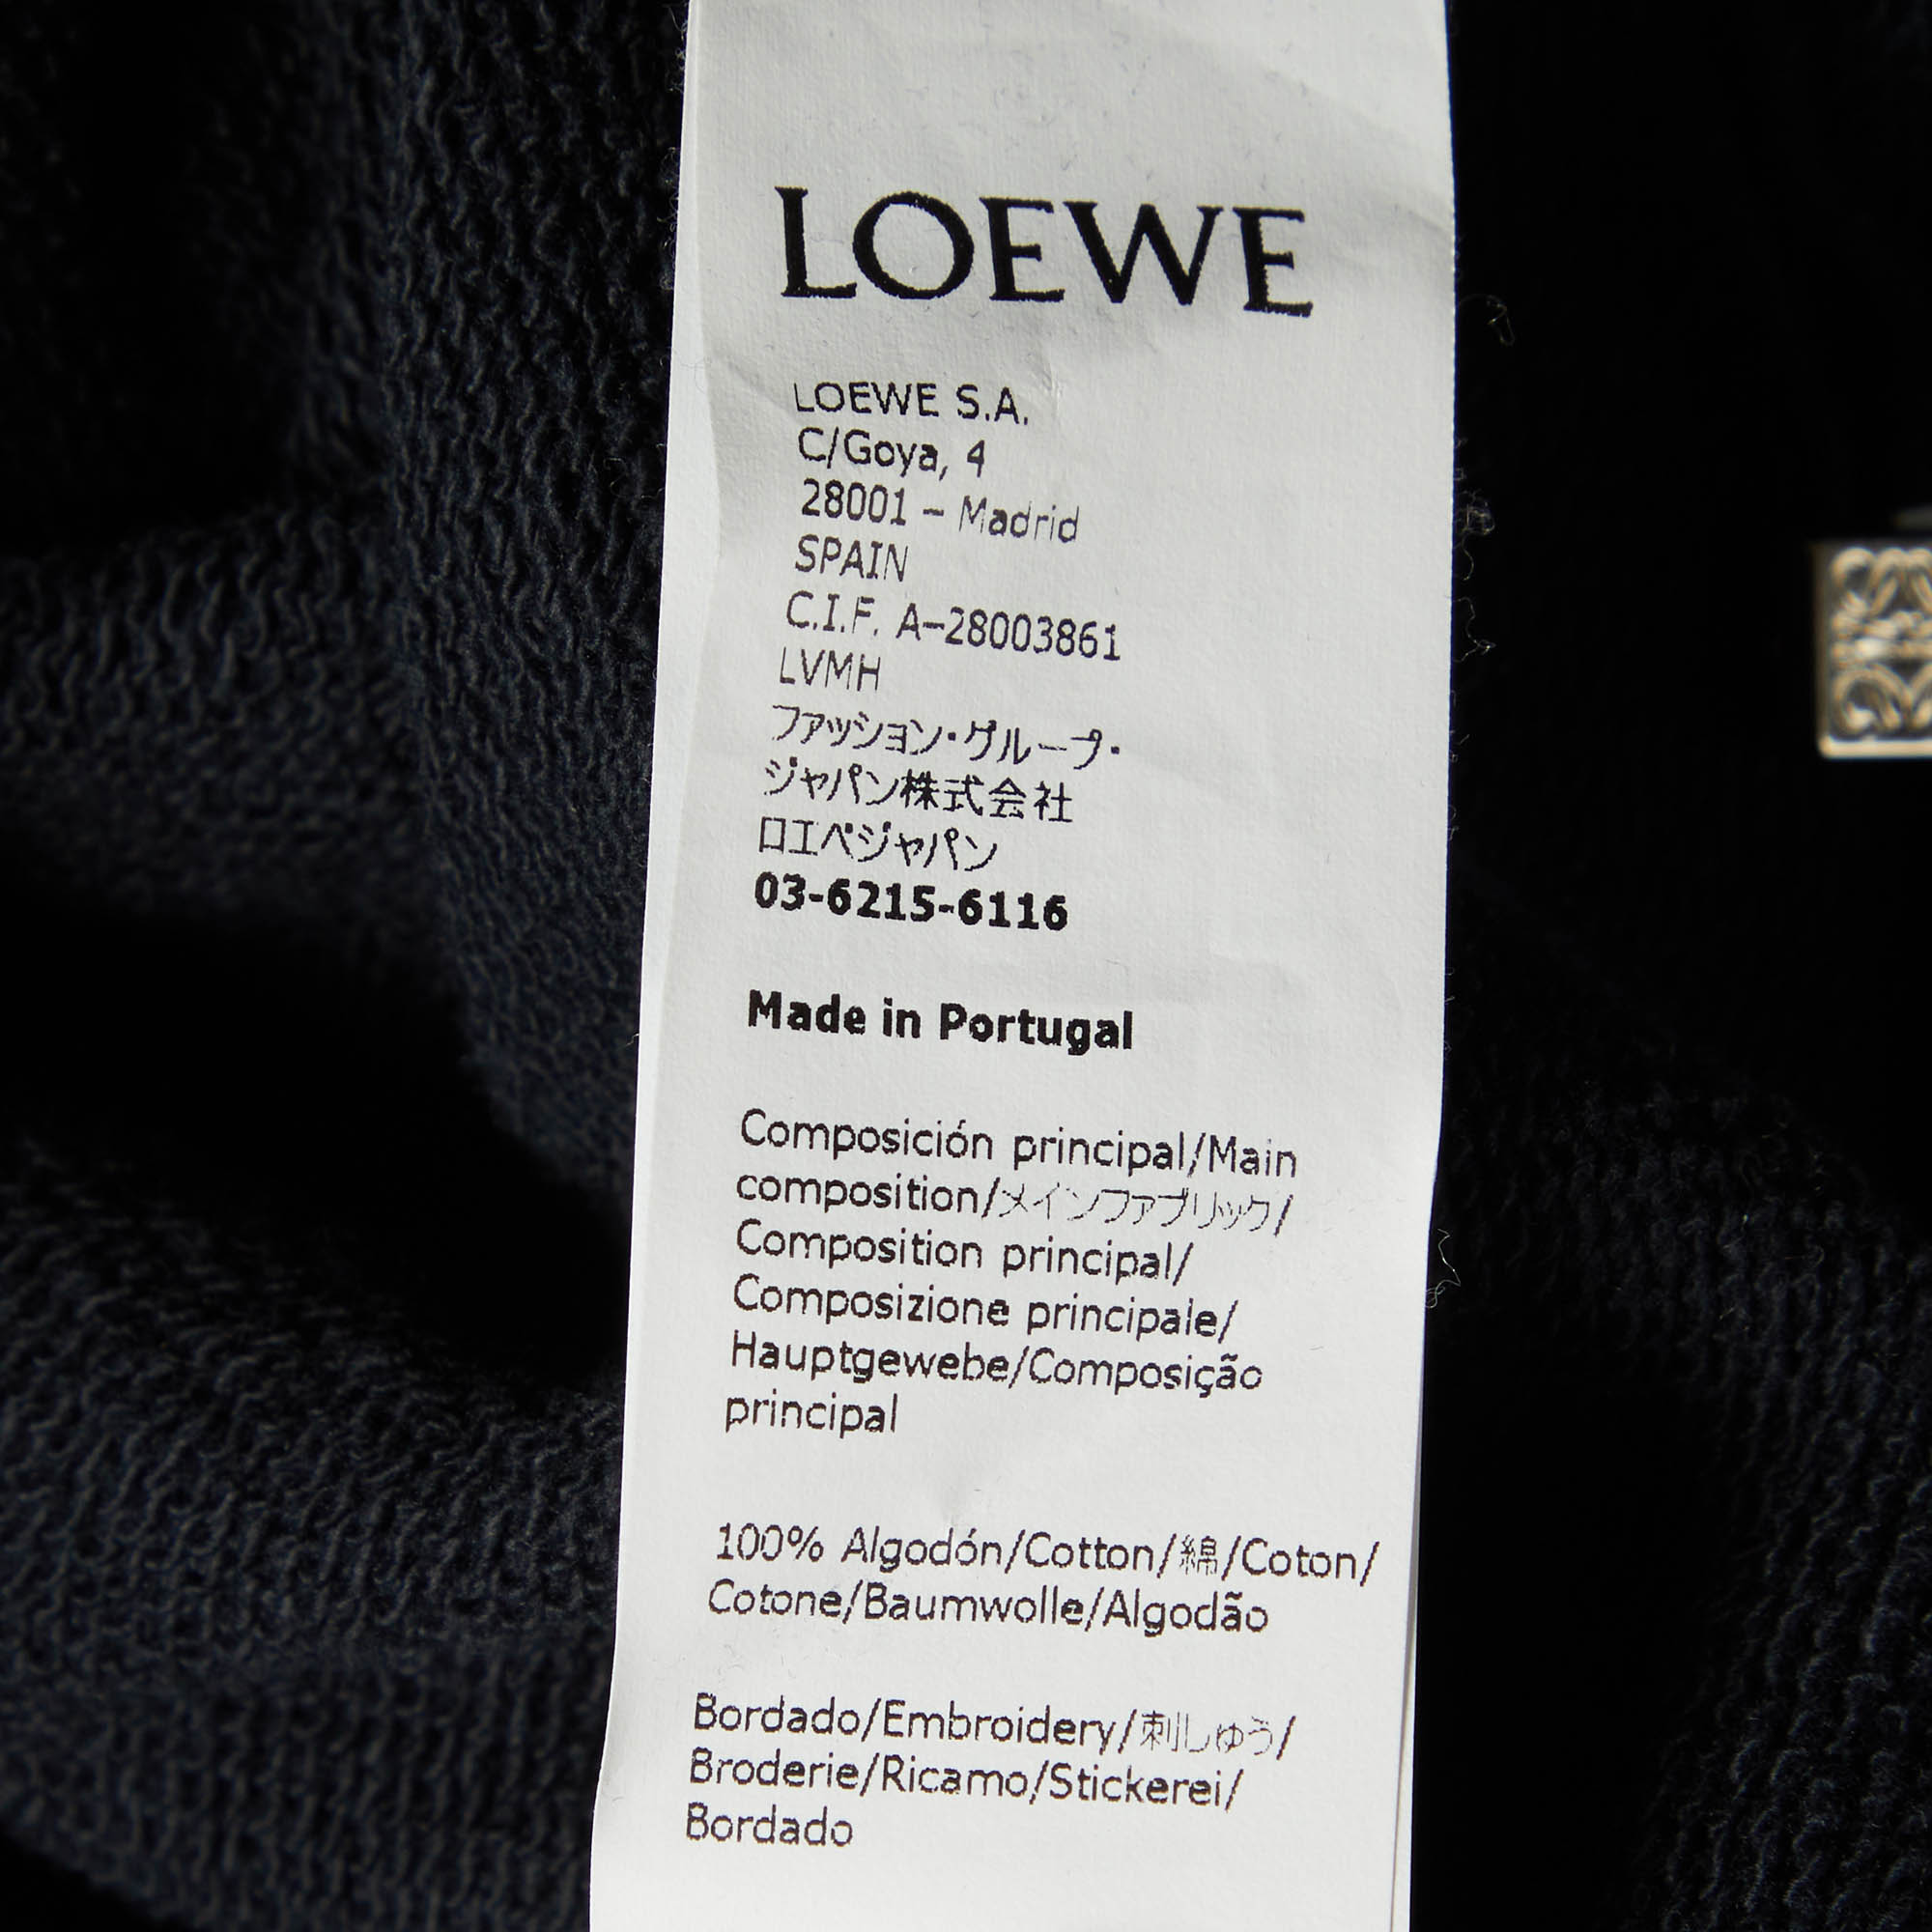 LOEWE
LOEWE S.A.
C/Goya, 4
28001 – Madrid
SPAIN
C.I.F. A–28003861
LVMH
ファッション・グループ・
ジャパン株式会社
ロエベジャパン
03-6215-6116
Made in Portugal
Composición principal/Main
composition/メインファブリック/
Composition principal/
Composizione principale/
Hauptgewebe/Composição
principal
100% Algodón/Cotton/綿/Coton/
Cotone/Baumwolle/Algodão
Bordado/Embroidery/刺しゅう/
Broderie/Ricamo/Stickerei/
Bordado